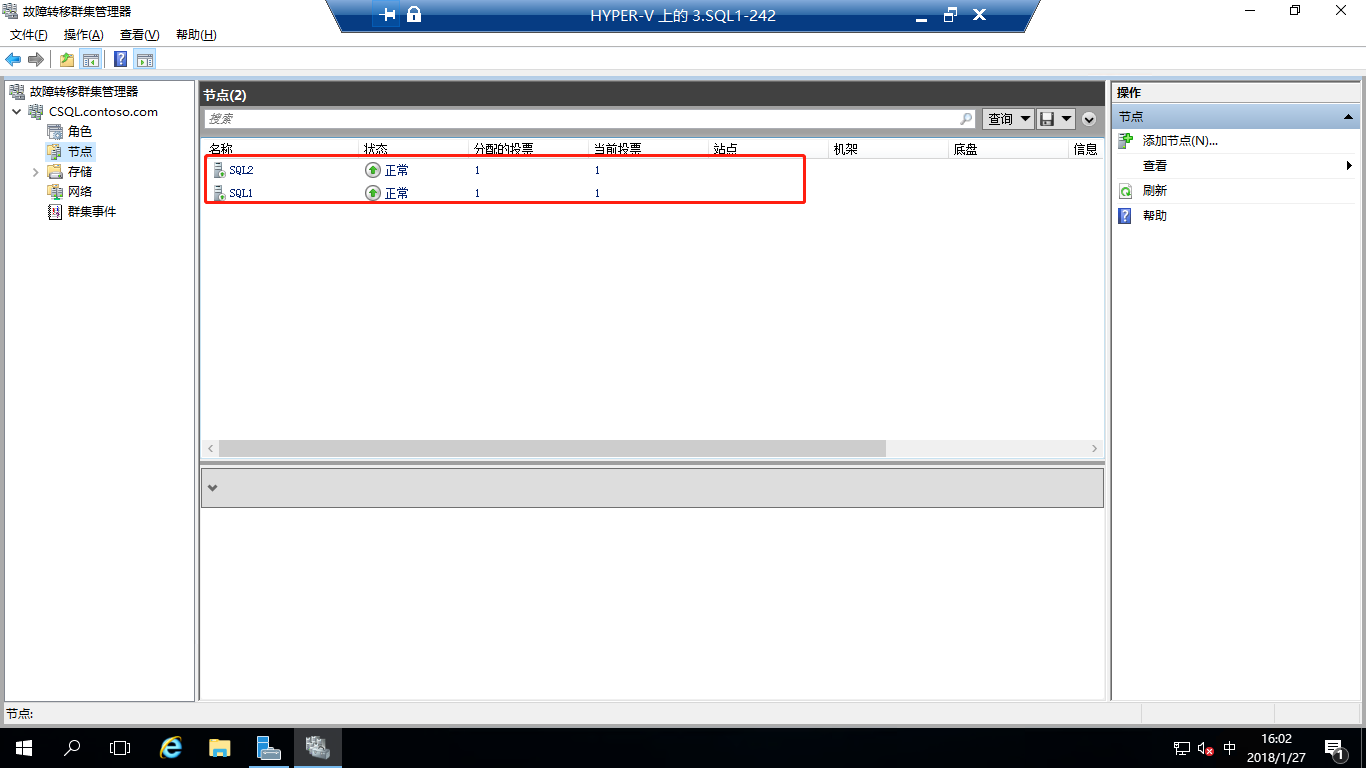 故障转移群集管理器
HYPER-V 上的 3.SQL1-242
文件(F) 操作(A) 查看(V) 帮助(H)
故障转移群集管理器
CSQL.contoso.com
角色
节点
存储
网络
群集事件
节点(2)
搜索
查询
名称 状态 分配的投票 当前投票 站点 机架 底盘 信息
SQL2 正常 1 1
SQL1 正常 1 1
操作
节点
添加节点(N)...
查看
刷新
帮助
节点:
中
16:02
2018/1/27
1